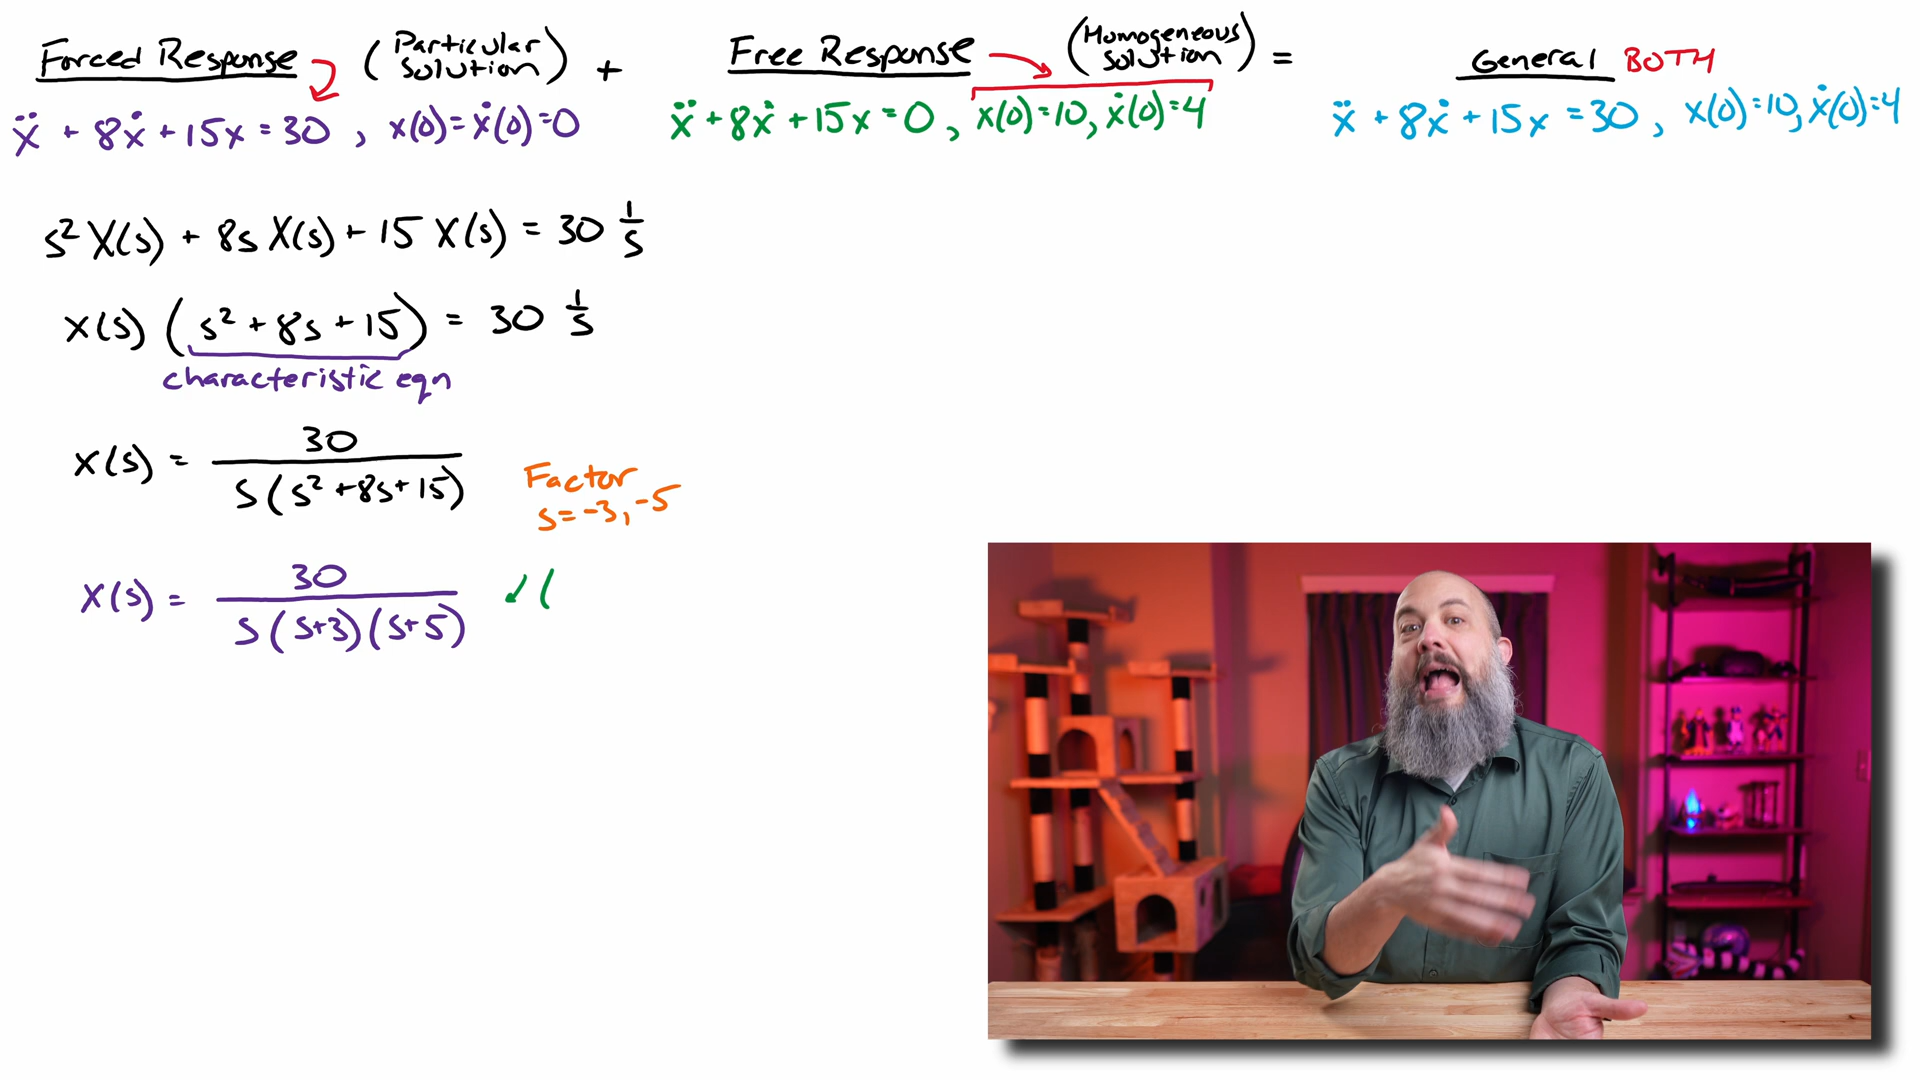 Forced Response (Particular Solution) + Free Response (Homogeneous Solution) = General BOTH
ẍ + 8ẋ + 15x = 30 , x(0) = ẋ(0) = 0
ẍ + 8ẋ + 15x = 0 , x(0) = 10, ẋ(0) = 4
ẍ + 8ẋ + 15x = 30 , x(0) = 10, ẋ(0) = 4
s² X(s) + 8s X(s) + 15 X(s) = 30 1/s
X(s) (s² + 8s + 15) = 30 1/s
characteristic eqn
X(s) = 30 / s(s² + 8s + 15)
Factor
s = -3, -5
X(s) = 30 / s(s+3)(s+5) ✓ (